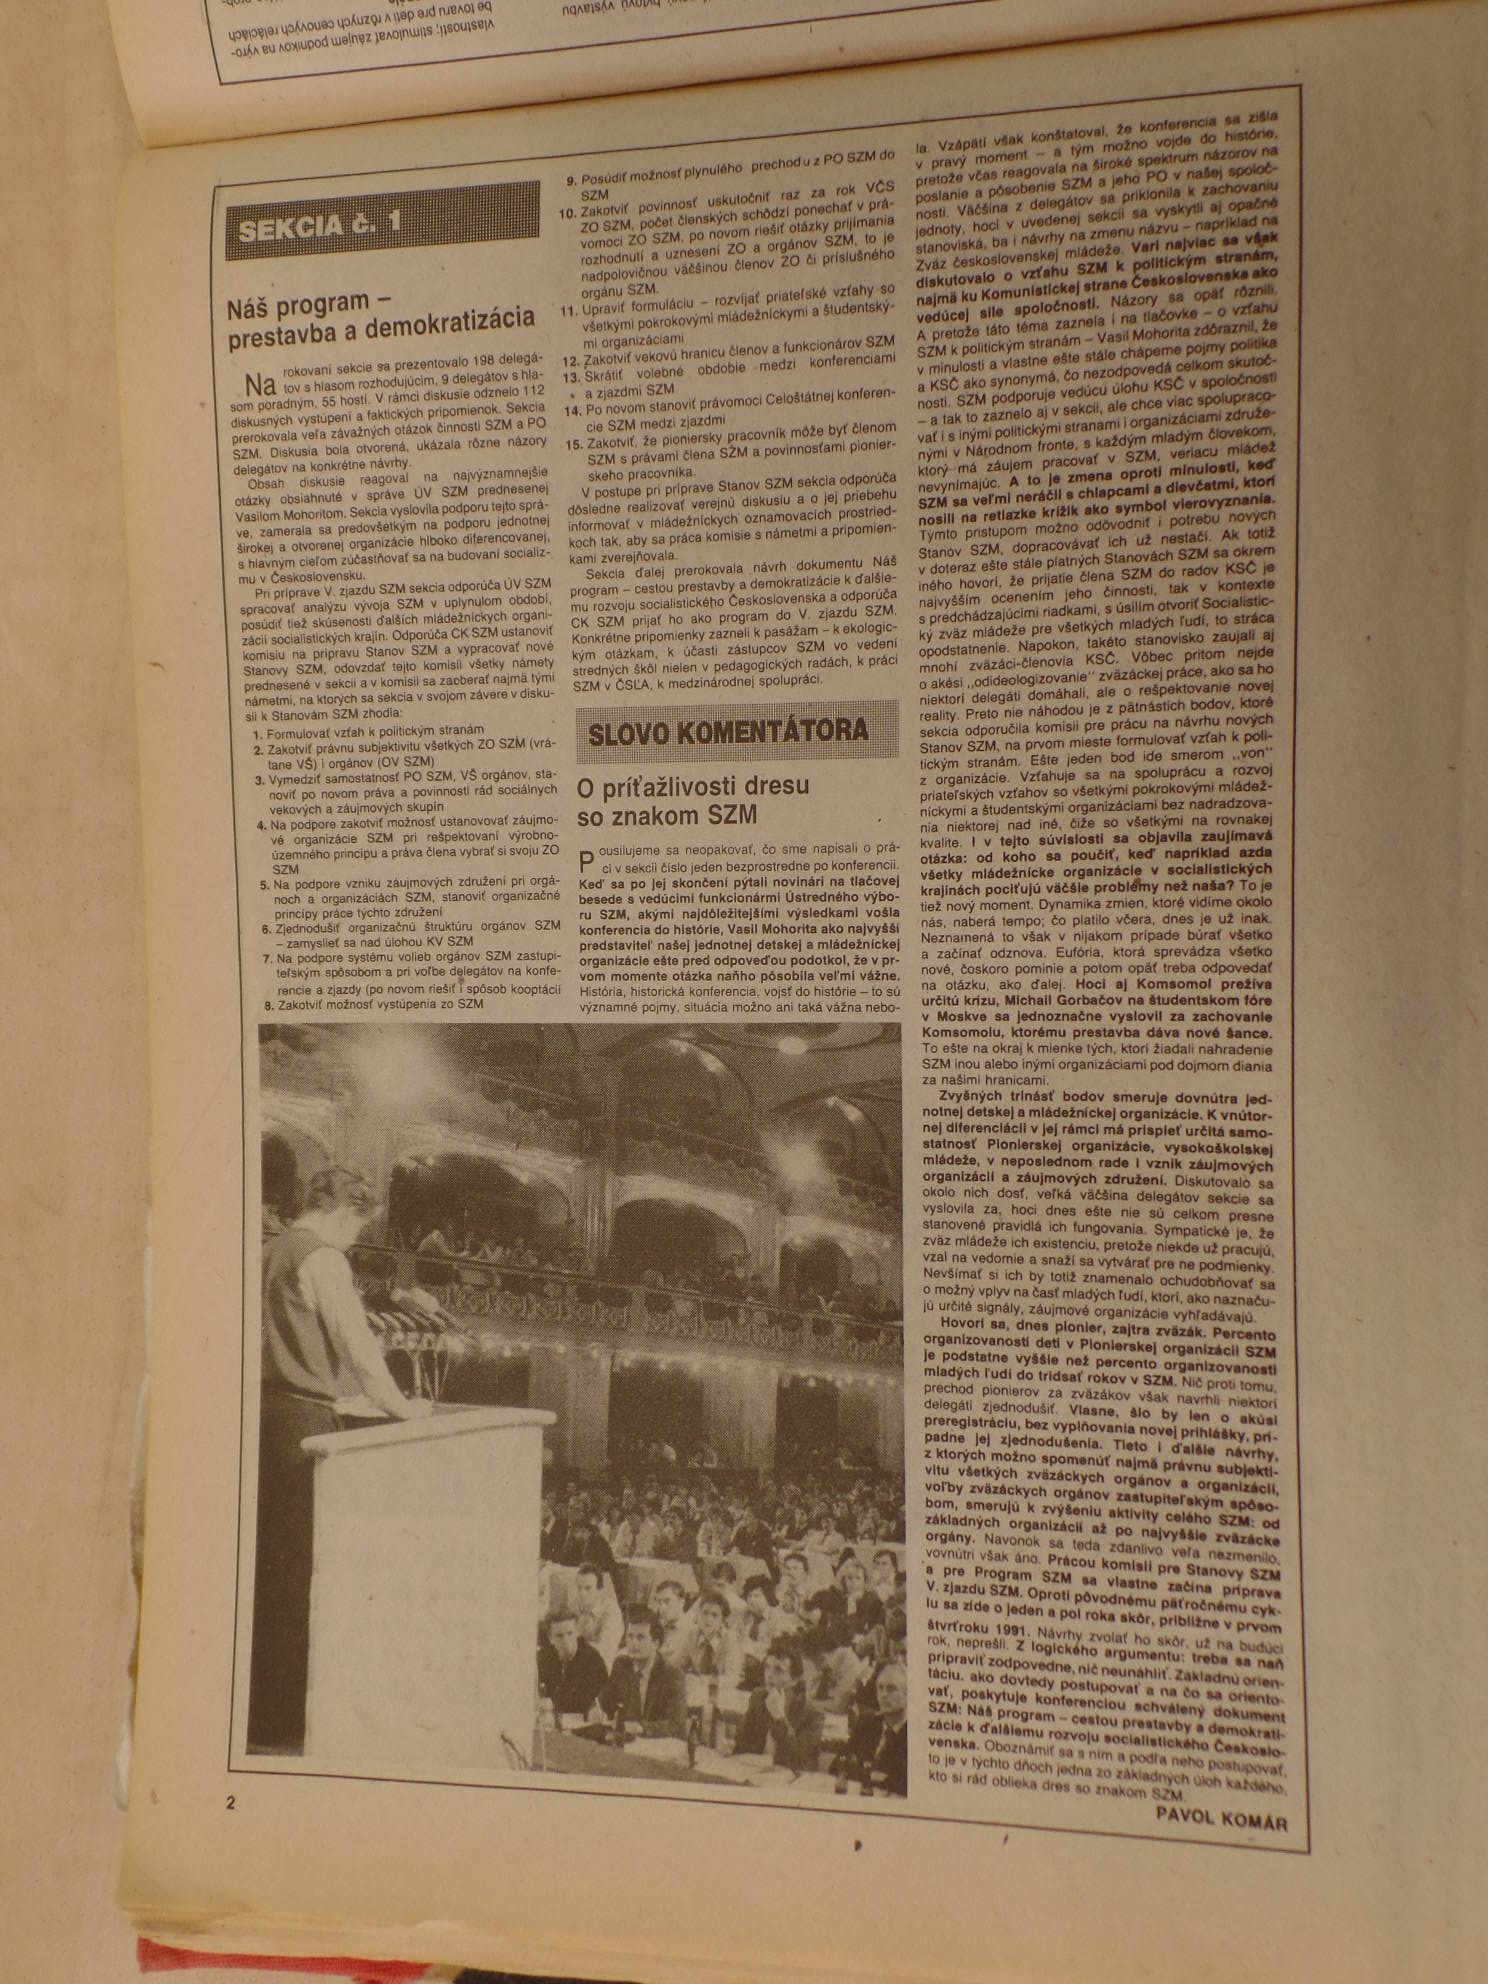 vlastnosti; stimulovať záujem podnikov na výro-
be tovaru pre deti v rôznych cenových reláciách
výstavbu
SEKCIA č. 1
Náš program –
prestavba a demokratizácia
Na rokovaní sekcie sa prezentovalo 198 delegá-
tov s hlasom rozhodujúcim, 9 delegátov s hla-
som poradným, 55 hostí. V rámci diskusie odznelo 112
diskusných vystúpení a faktických pripomienok. Sekcia
prerokovala veľa závažných otázok činnosti SZM a PO
SZM. Diskusia bola otvorená, ukázala rôzne názory
delegátov na konkrétne návrhy.
Obsah diskusie reagoval na najvýznamnejšie
otázky obsiahnuté v správe ÚV SZM prednesenej
Vasilom Mohoritom. Sekcia vyslovila podporu tejto sprá-
ve, zamerala sa predovšetkým na podporu jednotnej
širokej a otvorenej organizácie hlboko diferencovanej,
s hlavným cieľom zúčastňovať sa na budovaní socializ-
mu v Československu.
Pri príprave V. zjazdu SZM sekcia odporúča ÚV SZM
spracovať analýzu vývoja SZM v uplynulom období,
posúdiť tiež skúsenosti ďalších mládežníckych organi-
zácií socialistických krajín. Odporúča CK SZM ustanoviť
komisiu na prípravu Stanov SZM a vypracovať nové
Stanovy SZM, odovzdať tejto komisii všetky námety
prednesené v sekcii a v komisii sa zaoberať najmä tými
námetmi, na ktorých sa sekcia v svojom závere v disku-
sii k Stanovám SZM zhodla:
1. Formulovať vzťah k politickým stranám
2. Zakotviť právnu subjektivitu všetkých ZO SZM (vrá-
tane VŠ) i orgánov (OV SZM)
3. Vymedziť samostatnosť PO SZM, VŠ orgánov, sta-
noviť po novom práva a povinnosti rád sociálnych
vekových a záujmových skupín
4. Na podpore zakotviť možnosť ustanovovať záujmo-
vé organizácie SZM pri rešpektovaní výrobno-
územného princípu a práva člena vybrať si svoju ZO
SZM
5. Na podpore vzniku záujmových združení pri orgá-
noch a organizáciách SZM, stanoviť organizačné
princípy práce týchto združení
6. Zjednodušiť organizačnú štruktúru orgánov SZM
– zamyslieť sa nad úlohou KV SZM
7. Na podpore systému volieb orgánov SZM zastupi-
teľským spôsobom a pri voľbe delegátov na konfe-
rencie a zjazdy (po novom riešiť i spôsob kooptácií
8. Zakotviť možnosť vystúpenia zo SZM
9. Posúdiť možnosť plynulého prechodu z PO SZM do
SZM
10. Zakotviť povinnosť uskutočniť raz za rok VČS
ZO SZM, počet členských schôdzí ponechať v prá-
vomoci ZO SZM, po novom riešiť otázky prijímania
rozhodnutí a uznesení ZO a orgánov SZM, to je
nadpolovičnou väčšinou členov ZO či príslušného
orgánu SZM.
11. Upraviť formuláciu – rozvíjať priateľské vzťahy so
všetkými pokrokovými mládežníckymi a študentský-
mi organizáciami
12. Zakotviť vekovú hranicu členov a funkcionárov SZM
13. Skrátiť volebné obdobie medzi konferenciami
a zjazdmi SZM
14. Po novom stanoviť právomoci Celoštátnej konferen-
cie SZM medzi zjazdmi
15. Zakotviť, že pioniersky pracovník môže byť členom
SZM s právami člena SZM a povinnosťami pionier-
skeho pracovníka.
V postupe pri príprave Stanov SZM sekcia odporúča
dôsledne realizovať verejnú diskusiu a o jej priebehu
informovať v mládežníckych oznamovacích prostried-
koch tak, aby sa práca komisie s námetmi a pripomien-
kami zverejňovala.
Sekcia ďalej prerokovala návrh dokumentu Náš
program – cestou prestavby a demokratizácie k ďalšie-
mu rozvoju socialistického Československa a odporúča
CK SZM prijať ho ako program do V. zjazdu SZM.
Konkrétne pripomienky zazneli k pasážam – k ekologic-
kým otázkam, k účasti zástupcov SZM vo vedení
stredných škôl nielen v pedagogických radách, k práci
SZM v ČSĽA, k medzinárodnej spolupráci.
SLOVO KOMENTÁTORA
O príťažlivosti dresu
so znakom SZM
Pousilujeme sa neopakovať, čo sme napísali o prá-
ci v sekcii číslo jeden bezprostredne po konferencii.
Keď sa po jej skončení pýtali novinári na tlačovej
besede s vedúcimi funkcionármi Ústredného výbo-
ru SZM, akými najdôležitejšími výsledkami vošla
konferencia do histórie, Vasil Mohorita ako najvyšší
predstaviteľ našej jednotnej detskej a mládežníckej
organizácie ešte pred odpoveďou podotkol, že v pr-
vom momente otázka naňho pôsobila veľmi vážne.
História, historická konferencia, vojsť do histórie – to sú
významné pojmy, situácia možno ani taká vážna nebo-
la. Vzápätí však konštatoval, že konferencia sa zišla
v pravý moment – a tým možno vojde do histórie,
pretože včas reagovala na široké spektrum názorov na
poslanie a pôsobenie SZM a jeho PO v našej spoloč-
nosti. Väčšina z delegátov sa priklonila k zachovaniu
jednoty, hoci v uvedenej sekcii sa vyskytli aj opačné
stanoviská, ba i návrhy na zmenu názvu – napríklad na
Zväz československej mládeže. Vari najviac sa však
diskutovalo o vzťahu SZM k politickým stranám,
najmä ku Komunistickej strane Československa ako
vedúcej sile spoločnosti. Názory sa opäť rôznili.
A pretože táto téma zaznela i na tlačovke – o vzťahu
SZM k politickým stranám – Vasil Mohorita zdôraznil, že
v minulosti a vlastne ešte stále chápeme pojmy politika
a KSČ ako synonymá, čo nezodpovedá celkom skutoč-
nosti. SZM podporuje vedúcu úlohu KSČ v spoločnosti
– a tak to zaznelo aj v sekcii, ale chce viac spolupraco-
vať i s inými politickými stranami i organizáciami združe-
nými v Národnom fronte, s každým mladým človekom,
ktorý má záujem pracovať v SZM, veriacu mládež
nevynímajúc. A to je zmena oproti minulosti, keď
SZM sa veľmi neráčil s chlapcami a dievčatmi, ktorí
nosili na retiazke krížik ako symbol vierovyznania.
Týmto prístupom možno odôvodniť i potrebu nových
Stanov SZM, dopracovávať ich už nestačí. Ak totiž
v doteraz ešte stále platných Stanovách SZM sa okrem
iného hovorí, že prijatie člena SZM do radov KSČ je
najvyšším ocenením jeho činnosti, tak v kontexte
s predchádzajúcimi riadkami, s úsilím otvoriť Socialistic-
ký zväz mládeže pre všetkých mladých ľudí, to stráca
opodstatnenie. Napokon, takéto stanovisko zaujali aj
mnohí zväzáci-členovia KSČ. Vôbec pritom nejde
o akési „odideologizovanie” zväzáckej práce, ako sa ho
niektorí delegáti domáhali, ale o rešpektovanie novej
reality. Preto nie náhodou je z pätnástich bodov, ktoré
sekcia odporučila komisii pre prácu na návrhu nových
Stanov SZM, na prvom mieste formulovať vzťah k poli-
tickým stranám. Ešte jeden bod ide smerom „von”
z organizácie. Vzťahuje sa na spoluprácu a rozvoj
priateľských vzťahov so všetkými pokrokovými mládež-
níckymi a študentskými organizáciami bez nadradzova-
nia niektorej nad iné, čiže so všetkými na rovnakej
kvalite. I v tejto súvislosti sa objavila zaujímavá
otázka: od koho sa poučiť, keď napríklad azda
všetky mládežnícke organizácie v socialistických
krajinách pociťujú väčšie problémy než naša? To je
tiež nový moment. Dynamika zmien, ktoré vidíme okolo
nás, naberá tempo; čo platilo včera, dnes je už inak.
Neznamená to však v nijakom prípade búrať všetko
a začínať odznova. Eufória, ktorá sprevádza všetko
nové, čoskoro pominie a potom opäť treba odpovedať
na otázku, ako ďalej. Hoci aj Komsomol prežíva
určitú krízu, Michail Gorbačov na študentskom fóre
v Moskve sa jednoznačne vyslovil za zachovanie
Komsomolu, ktorému prestavba dáva nové šance.
To ešte na okraj k mienke tých, ktorí žiadali nahradenie
SZM inou alebo inými organizáciami pod dojmom diania
za našimi hranicami.
Zvyšných trinásť bodov smeruje dovnútra jed-
notnej detskej a mládežníckej organizácie. K vnútor-
nej diferenciácii v jej rámci má prispieť určitá samo-
statnosť Pionierskej organizácie, vysokoškolskej
mládeže, v neposlednom rade i vznik záujmových
organizácií a záujmových združení. Diskutovalo sa
okolo nich dosť, veľká väčšina delegátov sekcie sa
vyslovila za, hoci dnes ešte nie sú celkom presne
stanovené pravidlá ich fungovania. Sympatické je, že
zväz mládeže ich existenciu, pretože niekde už pracujú,
vzal na vedomie a snaží sa vytvárať pre ne podmienky.
Nevšímať si ich by totiž znamenalo ochudobňovať sa
o možný vplyv na časť mladých ľudí, ktorí, ako naznaču-
jú určité signály, záujmové organizácie vyhľadávajú.
Hovorí sa, dnes pionier, zajtra zväzák. Percento
organizovanosti detí v Pionierskej organizácii SZM
je podstatne vyššie než percento organizovanosti
mladých ľudí do tridsať rokov v SZM. Nič proti tomu,
prechod pionierov za zväzákov však navrhli niektorí
delegáti zjednodušiť. Vlasne, šlo by len o akúsi
preregistráciu, bez vyplňovania novej prihlášky, prí-
padne jej zjednodušenia. Tieto i ďalšie návrhy,
z ktorých možno spomenúť najmä právnu subjekti-
vitu všetkých zväzáckych orgánov a organizácií,
voľby zväzáckych orgánov zastupiteľským spôso-
bom, smerujú k zvýšeniu aktivity celého SZM: od
základných organizácií až po najvyššie zväzácke
orgány. Navonok sa teda zdanlivo veľa nezmenilo,
vovnútri však áno. Prácou komisií pre Stanovy SZM
a pre Program SZM sa vlastne začína príprava
V. zjazdu SZM. Oproti pôvodnému päťročnému cyk-
lu sa zíde o jeden a pol roka skôr, približne v prvom
štvrťroku 1991. Návrhy zvolať ho skôr, už na budúci
rok, neprešli. Z logického argumentu: treba sa naň
pripraviť zodpovedne, nič neunáhliť. Základnú orien-
táciu, ako dovtedy postupovať a na čo sa oriento-
vať, poskytuje konferenciou schválený dokument
SZM: Náš program – cestou prestavby a demokrati-
zácie k ďalšiemu rozvoju socialistického Českoslo-
venska. Oboznámiť sa s ním a podľa neho postupovať,
to je v týchto dňoch jedna zo základných úloh každého,
kto si rád oblieka dres so znakom SZM.
PAVOL KOMÁR
2